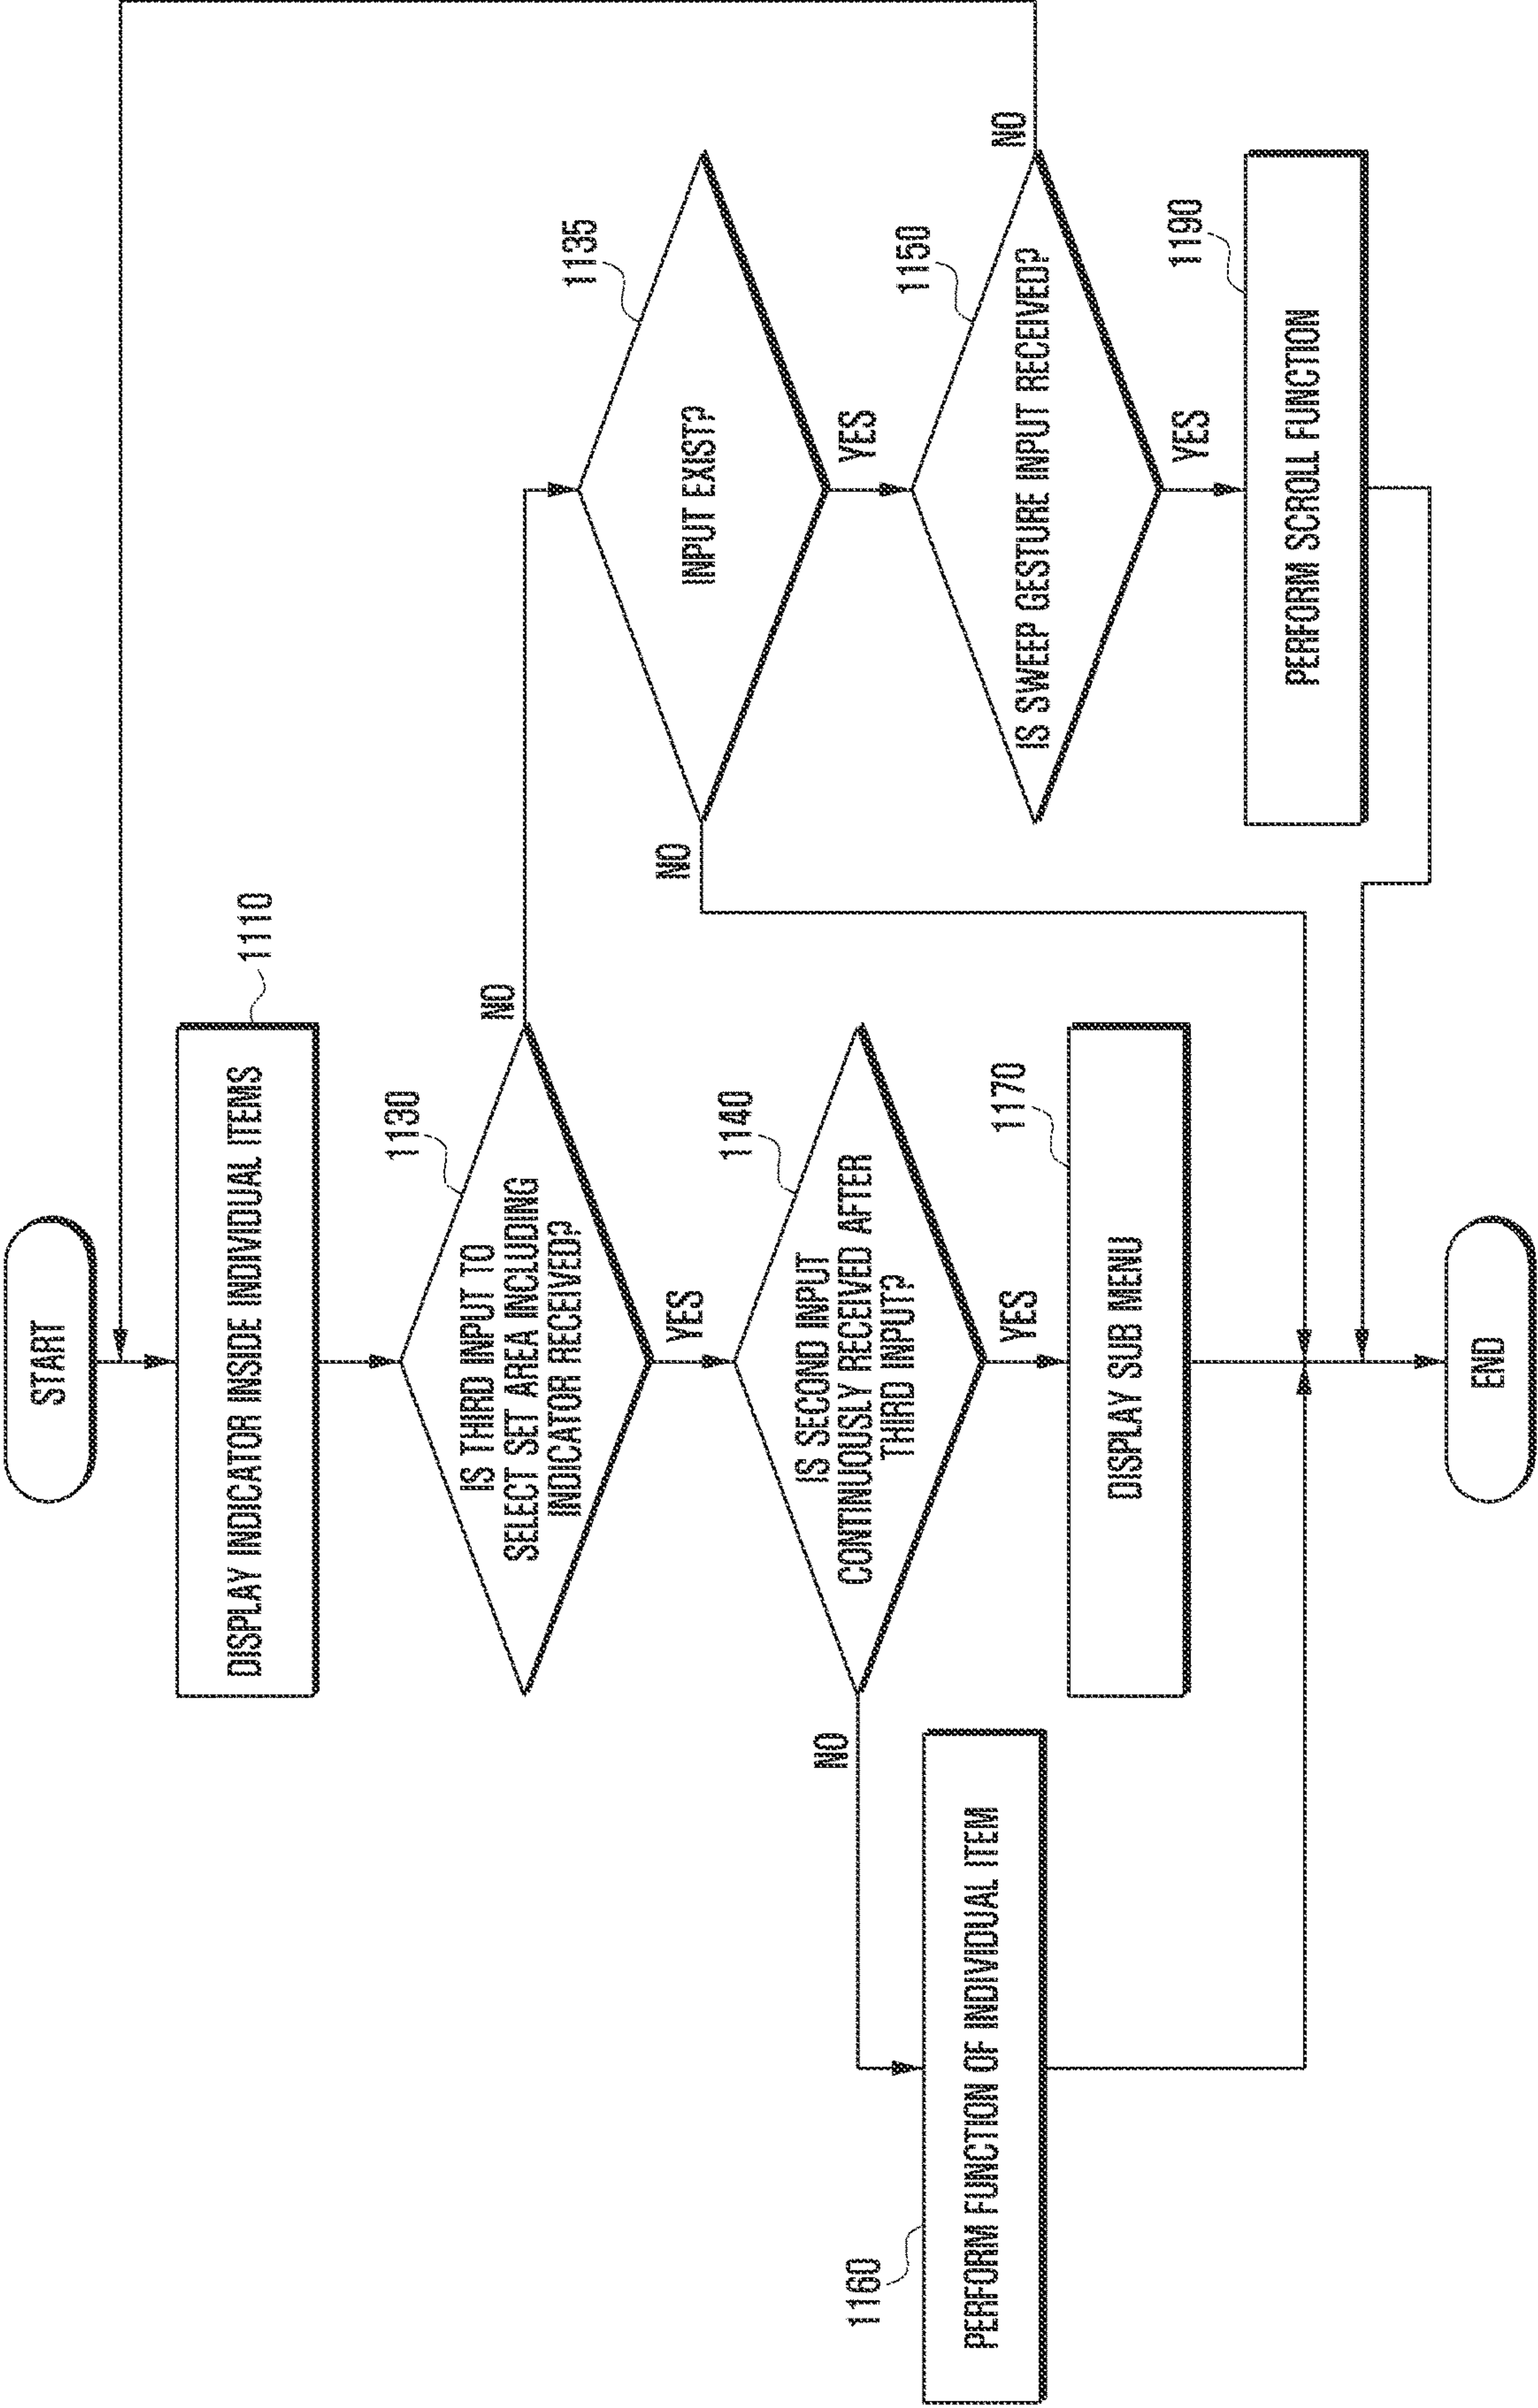 START
DISPLAY INDICATOR INSIDE INDIVIDUAL ITEMS
1110
IS THIRD INPUT TO
SELECT SET AREA INCLUDING
INDICATOR RECEIVED?
1130
NO
YES
INPUT EXIST?
1135
NO
YES
IS SECOND INPUT
CONTINUOUSLY RECEIVED AFTER
THIRD INPUT?
1140
NO
YES
IS SWEEP GESTURE INPUT RECEIVED?
1150
NO
YES
PERFORM FUNCTION OF INDIVIDUAL ITEM
1160
DISPLAY SUB MENU
1170
PERFORM SCROLL FUNCTION
1190
END